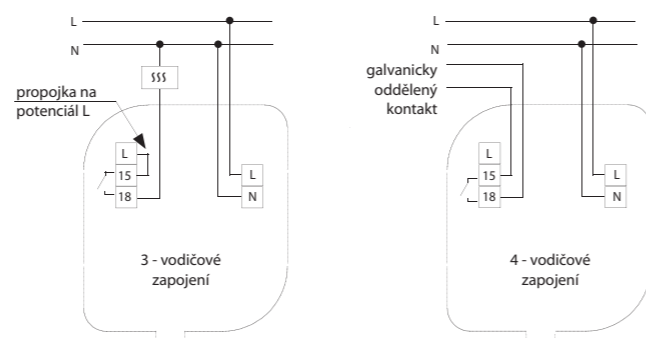 L
N
§§§
propojka na
potenciál L
L
15
18
L
N
3 - vodičové
zapojení
L
N
galvanicky
oddělený
kontakt
L
15
18
L
N
4 - vodičové
zapojení